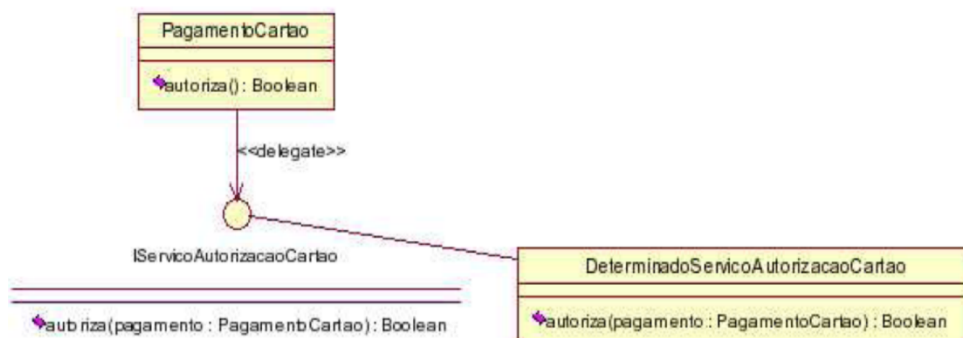 PagamentoCartao
autoriza() : Boolean
<<delegate>>
IServicoAutorizacaoCartao
autoriza(pagamento : PagamentoCartao) : Boolean
DeterminadoServicoAutorizacaoCartao
autoriza(pagamento : PagamentoCartao) : Boolean